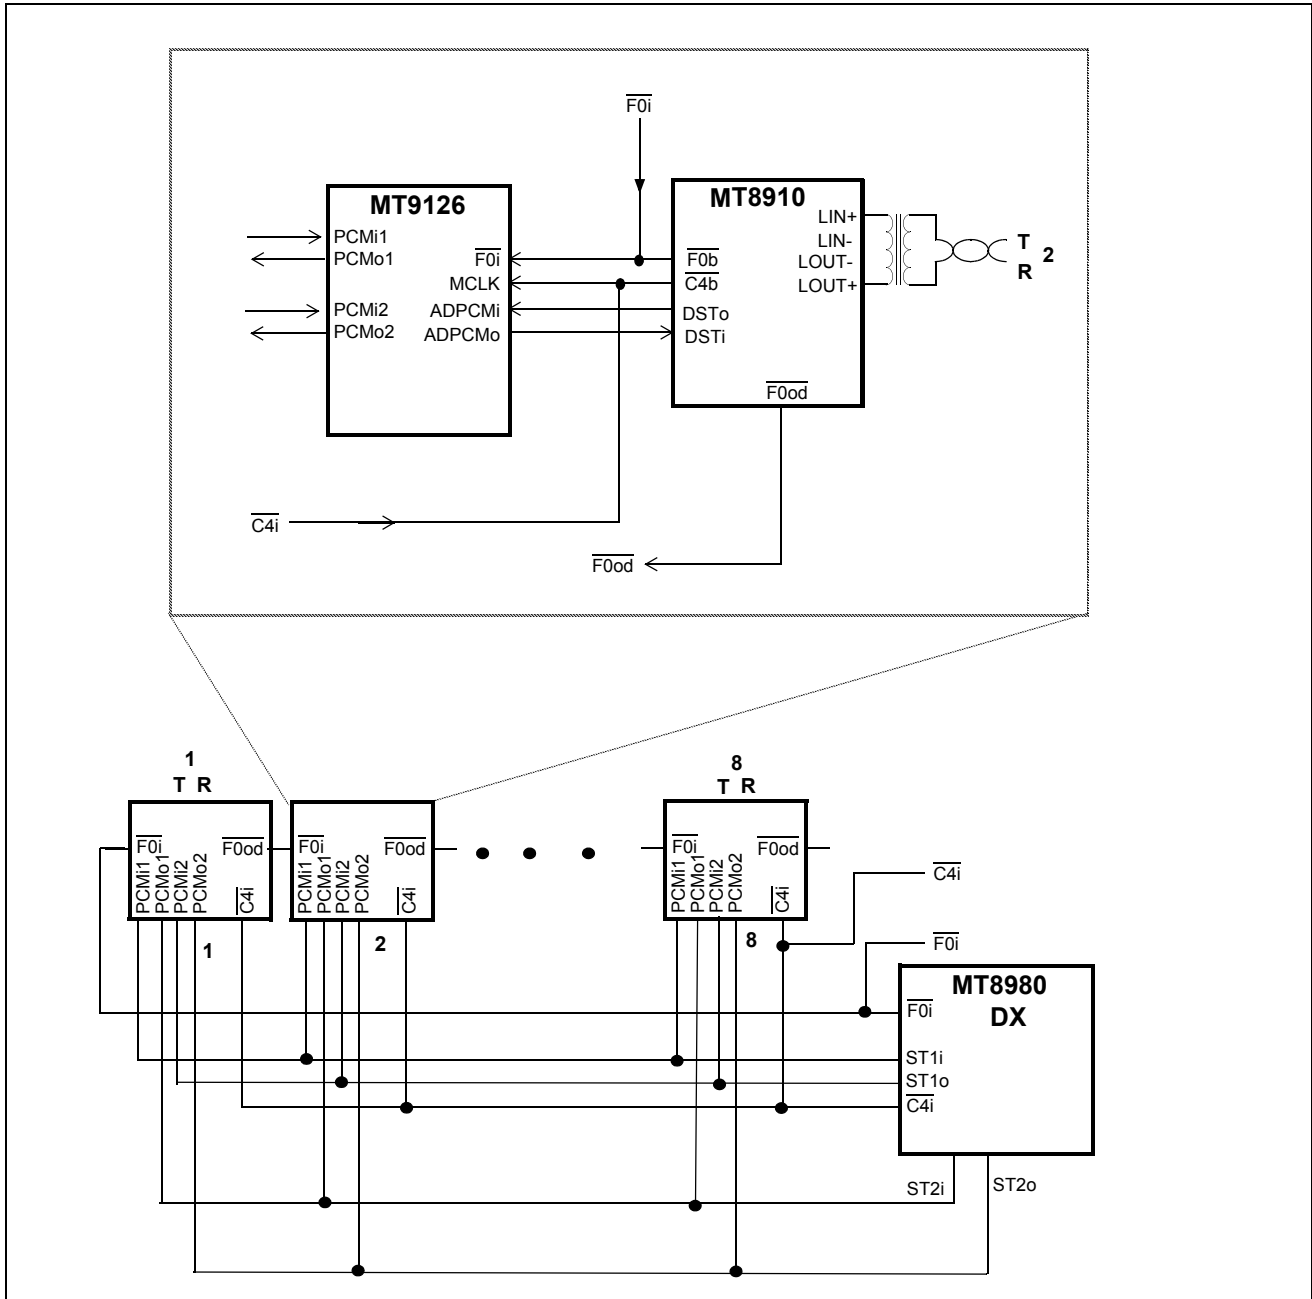 F0i
MT9126
MT8910
PCMi1
PCMo1
PCMi2
PCMo2
F0i
MCLK
ADPCMi
ADPCMo
F0b
C4b
DSTo
DSTi
LIN+
LIN-
LOUT-
LOUT+
F0od
T
R
2
C4i
F0od
1
T R
F0i
F0od
PCMi1
PCMo1
PCMi2
PCMo2
C4i
1
F0i
F0od
PCMi1
PCMo1
PCMi2
PCMo2
C4i
2
8
T R
F0i
F0od
PCMi1
PCMo1
PCMi2
PCMo2
C4i
8
C4i
F0i
MT8980
DX
F0i
ST1i
ST1o
C4i
ST2i
ST2o